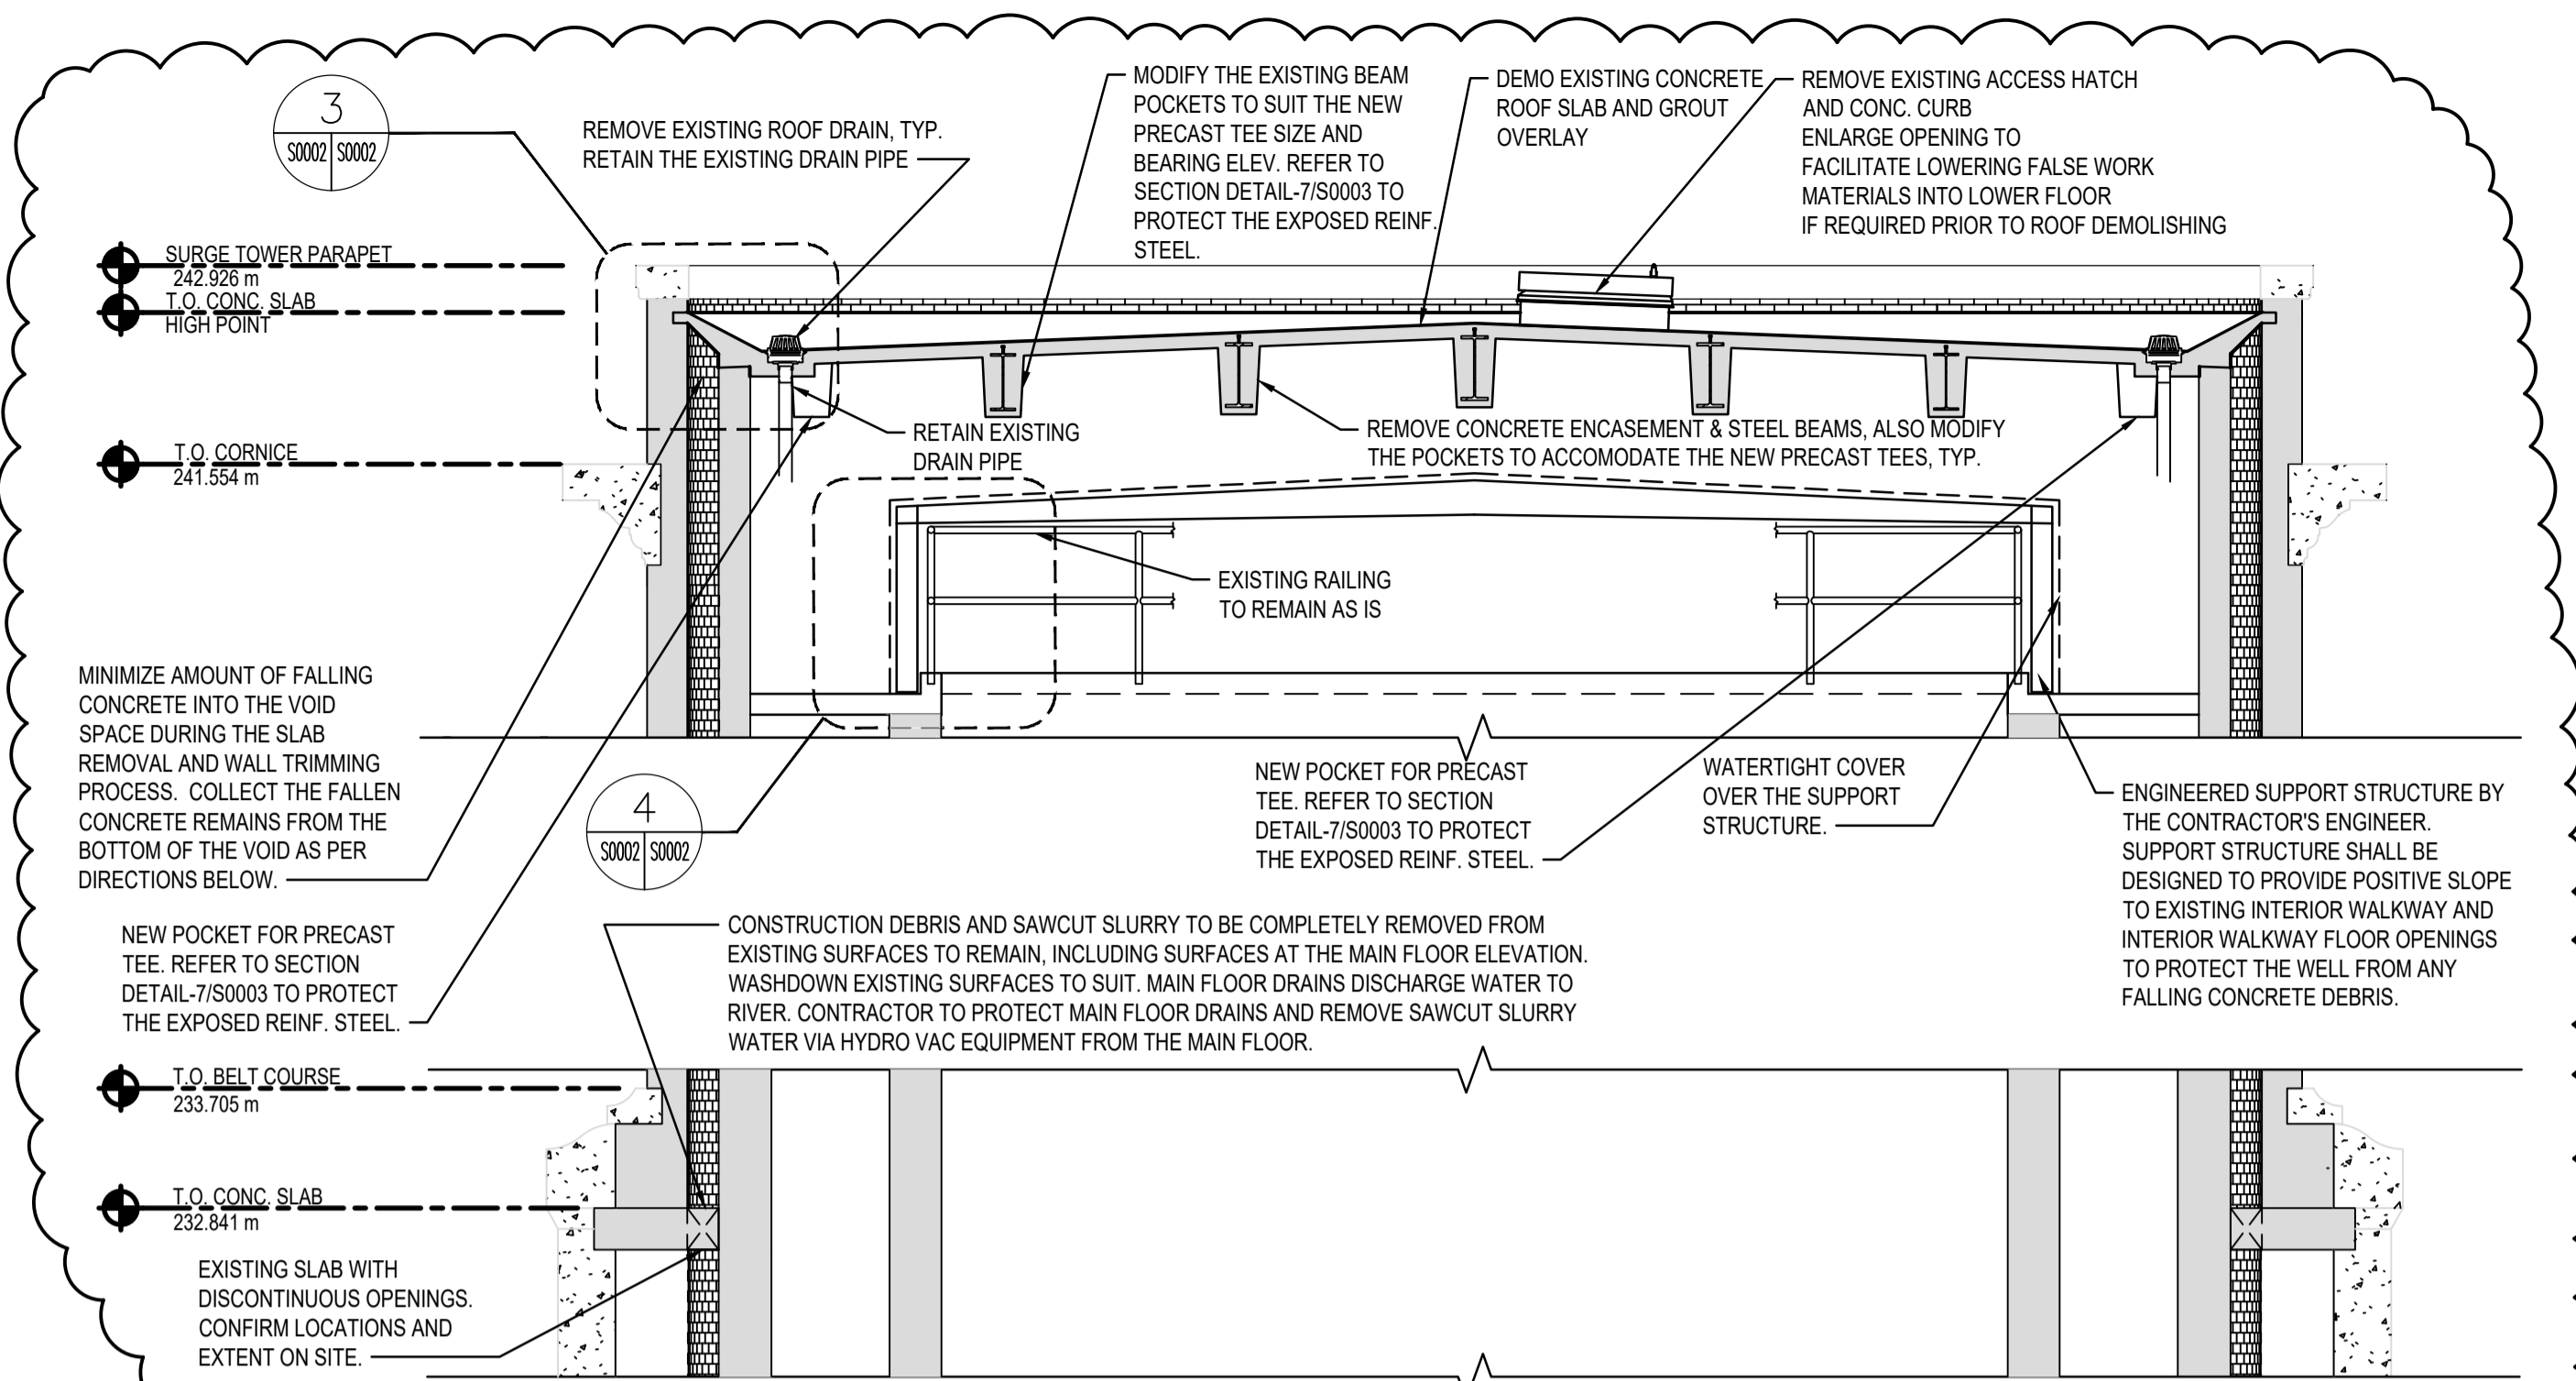 3
S0002 S0002
REMOVE EXISTING ROOF DRAIN, TYP.
RETAIN THE EXISTING DRAIN PIPE
MODIFY THE EXISTING BEAM
POCKETS TO SUIT THE NEW
PRECAST TEE SIZE AND
BEARING ELEV. REFER TO
SECTION DETAIL-7/S0003 TO
PROTECT THE EXPOSED REINF.
STEEL.
DEMO EXISTING CONCRETE
ROOF SLAB AND GROUT
OVERLAY
REMOVE EXISTING ACCESS HATCH
AND CONC. CURB
ENLARGE OPENING TO
FACILITATE LOWERING FALSE WORK
MATERIALS INTO LOWER FLOOR
IF REQUIRED PRIOR TO ROOF DEMOLISHING
SURGE TOWER PARAPET
242.926 m
T.O. CONC. SLAB
HIGH POINT
T.O. CORNICE
241.554 m
RETAIN EXISTING
DRAIN PIPE
REMOVE CONCRETE ENCASEMENT & STEEL BEAMS, ALSO MODIFY
THE POCKETS TO ACCOMODATE THE NEW PRECAST TEES, TYP.
EXISTING RAILING
TO REMAIN AS IS
MINIMIZE AMOUNT OF FALLING
CONCRETE INTO THE VOID
SPACE DURING THE SLAB
REMOVAL AND WALL TRIMMING
PROCESS. COLLECT THE FALLEN
CONCRETE REMAINS FROM THE
BOTTOM OF THE VOID AS PER
DIRECTIONS BELOW.
4
S0002 S0002
NEW POCKET FOR PRECAST
TEE. REFER TO SECTION
DETAIL-7/S0003 TO PROTECT
THE EXPOSED REINF. STEEL.
WATERTIGHT COVER
OVER THE SUPPORT
STRUCTURE.
ENGINEERED SUPPORT STRUCTURE BY
THE CONTRACTOR'S ENGINEER.
SUPPORT STRUCTURE SHALL BE
DESIGNED TO PROVIDE POSITIVE SLOPE
TO EXISTING INTERIOR WALKWAY AND
INTERIOR WALKWAY FLOOR OPENINGS
TO PROTECT THE WELL FROM ANY
FALLING CONCRETE DEBRIS.
NEW POCKET FOR PRECAST
TEE. REFER TO SECTION
DETAIL-7/S0003 TO PROTECT
THE EXPOSED REINF. STEEL.
CONSTRUCTION DEBRIS AND SAWCUT SLURRY TO BE COMPLETELY REMOVED FROM
EXISTING SURFACES TO REMAIN, INCLUDING SURFACES AT THE MAIN FLOOR ELEVATION.
WASHDOWN EXISTING SURFACES TO SUIT. MAIN FLOOR DRAINS DISCHARGE WATER TO
RIVER. CONTRACTOR TO PROTECT MAIN FLOOR DRAINS AND REMOVE SAWCUT SLURRY
WATER VIA HYDRO VAC EQUIPMENT FROM THE MAIN FLOOR.
T.O. BELT COURSE
233.705 m
T.O. CONC. SLAB
232.841 m
EXISTING SLAB WITH
DISCONTINUOUS OPENINGS.
CONFIRM LOCATIONS AND
EXTENT ON SITE.